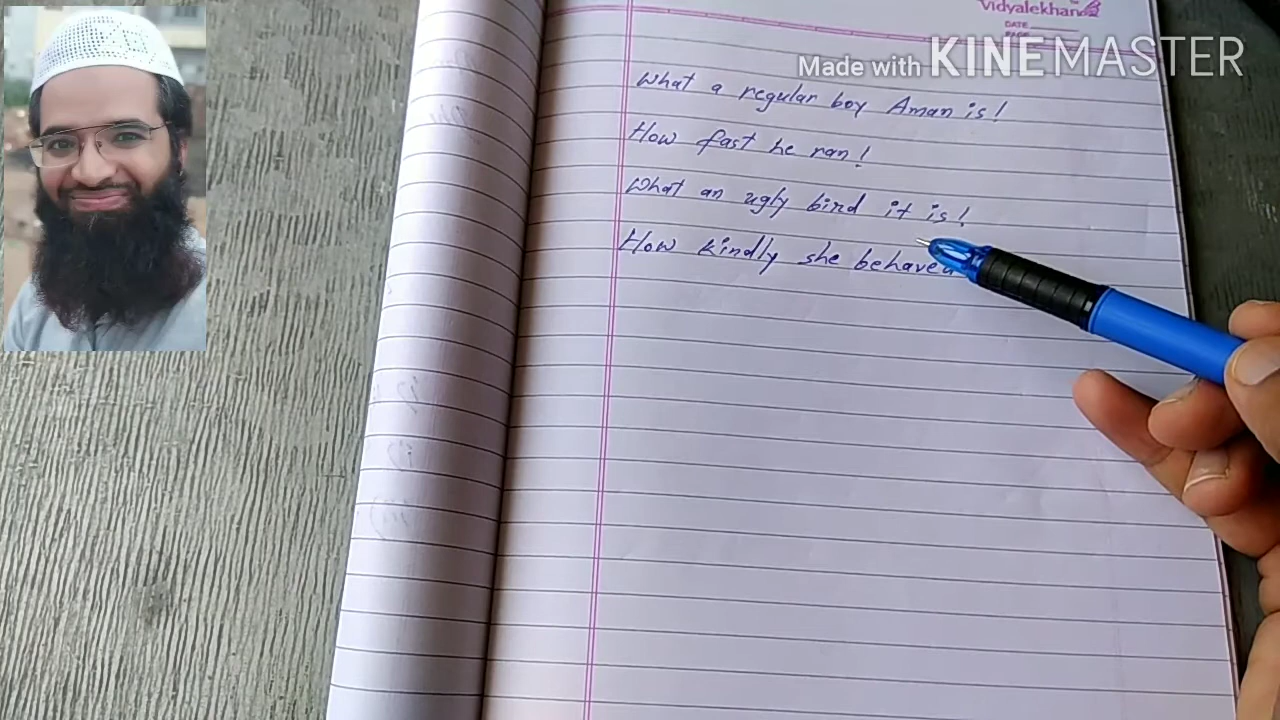 Vidyalekhan
DATE
Made with KINEMASTER
What a regular boy Aman is!
How fast he ran!
What an ugly bird it is!
How kindly she behaved